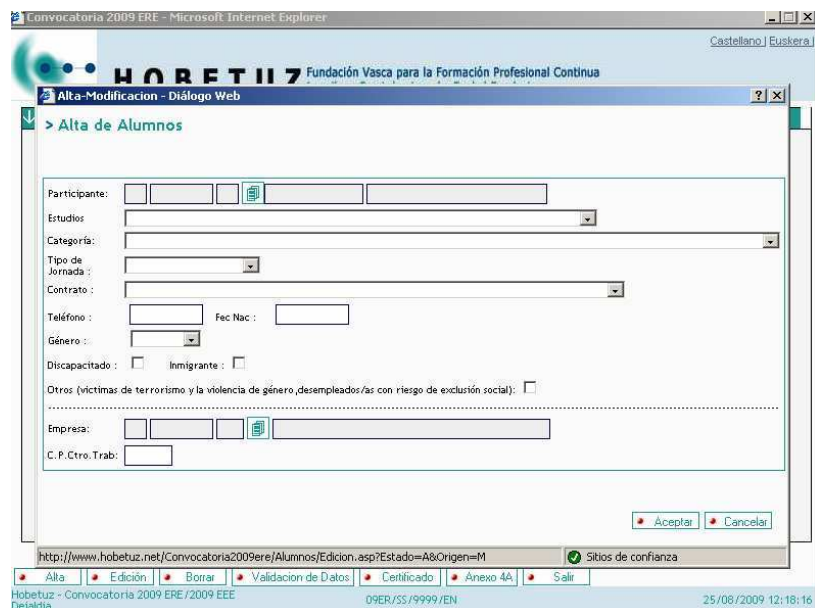 Convocatoria 2009 ERE - Microsoft Internet Explorer
Castellano | Euskera |
HOBETUZ Fundación Vasca para la Formación Profesional Continua
Alta-Modificacion - Diálogo Web
> Alta de Alumnos
Participante:
Estudios
Categoría:
Tipo de
Jornada :
Contrato :
Teléfono : Fec Nac :
Género :
Discapacitado : Inmigrante :
Otros (victimas de terrorismo y la violencia de género ,desempleados/as con riesgo de exclusión social):
Empresa:
C.P.Ctro.Trab:
Aceptar Cancelar
http://www.hobetuz.net/Convocatoria2009ere/Alumnos/Edicion.asp?Estado=A&Origen=M Sitios de confianza
Alta Edición Borrar Validacion de Datos Certificado Anexo 4A Salir
Hobetuz - Convocatoria 2009 ERE/2009 EEE
Deialdia 09ER/SS/9999/EN 25/08/2009 12:18:16